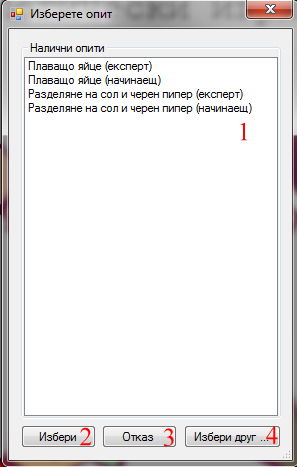 Изберете опит
Налични опити
Плаващо яйце (експерт)
Плаващо яйце (начинаещ)
Разделяне на сол и черен пипер (експерт)
Разделяне на сол и черен пипер (начинаещ)
1
Избери 2
Отказ 3
Избери друг ... 4